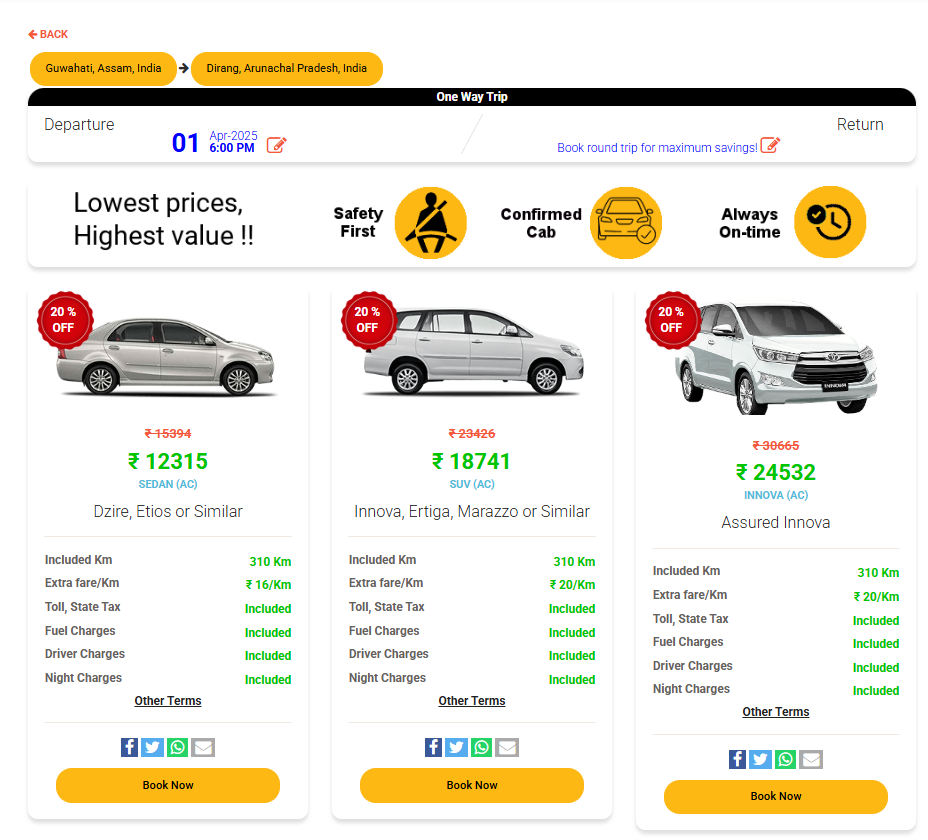 BACK
Guwahati, Assam, India
Dirang, Arunachal Pradesh, India
One Way Trip
Departure
01
Apr-2025
6:00 PM
Return
Book round trip for maximum savings!
Lowest prices,
Highest value !!
Safety
First
Confirmed
Cab
Always
On-time
20 %
OFF
₹ 15394
₹ 12315
SEDAN (AC)
Dzire, Etios or Similar
Included Km 310 Km
Extra fare/Km ₹ 16/Km
Toll, State Tax Included
Fuel Charges Included
Driver Charges Included
Night Charges Included
Other Terms
Book Now
20 %
OFF
₹ 23426
₹ 18741
SUV (AC)
Innova, Ertiga, Marazzo or Similar
Included Km 310 Km
Extra fare/Km ₹ 20/Km
Toll, State Tax Included
Fuel Charges Included
Driver Charges Included
Night Charges Included
Other Terms
Book Now
20 %
OFF
INNOVA
₹ 30665
₹ 24532
INNOVA (AC)
Assured Innova
Included Km 310 Km
Extra fare/Km ₹ 20/Km
Toll, State Tax Included
Fuel Charges Included
Driver Charges Included
Night Charges Included
Other Terms
Book Now